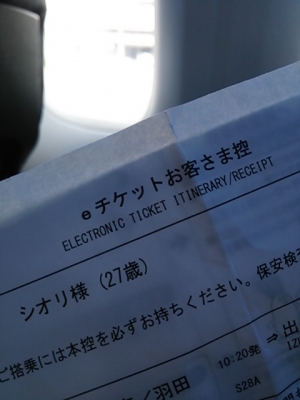 eチケットお客さま控
ELECTRONIC TICKET ITINERARY/RECEIPT
シオリ様（27歳）
ご搭乗には本控を必ずお持ちください。保安検査
／羽田 10:20発 ⇒ 出
528A IZ